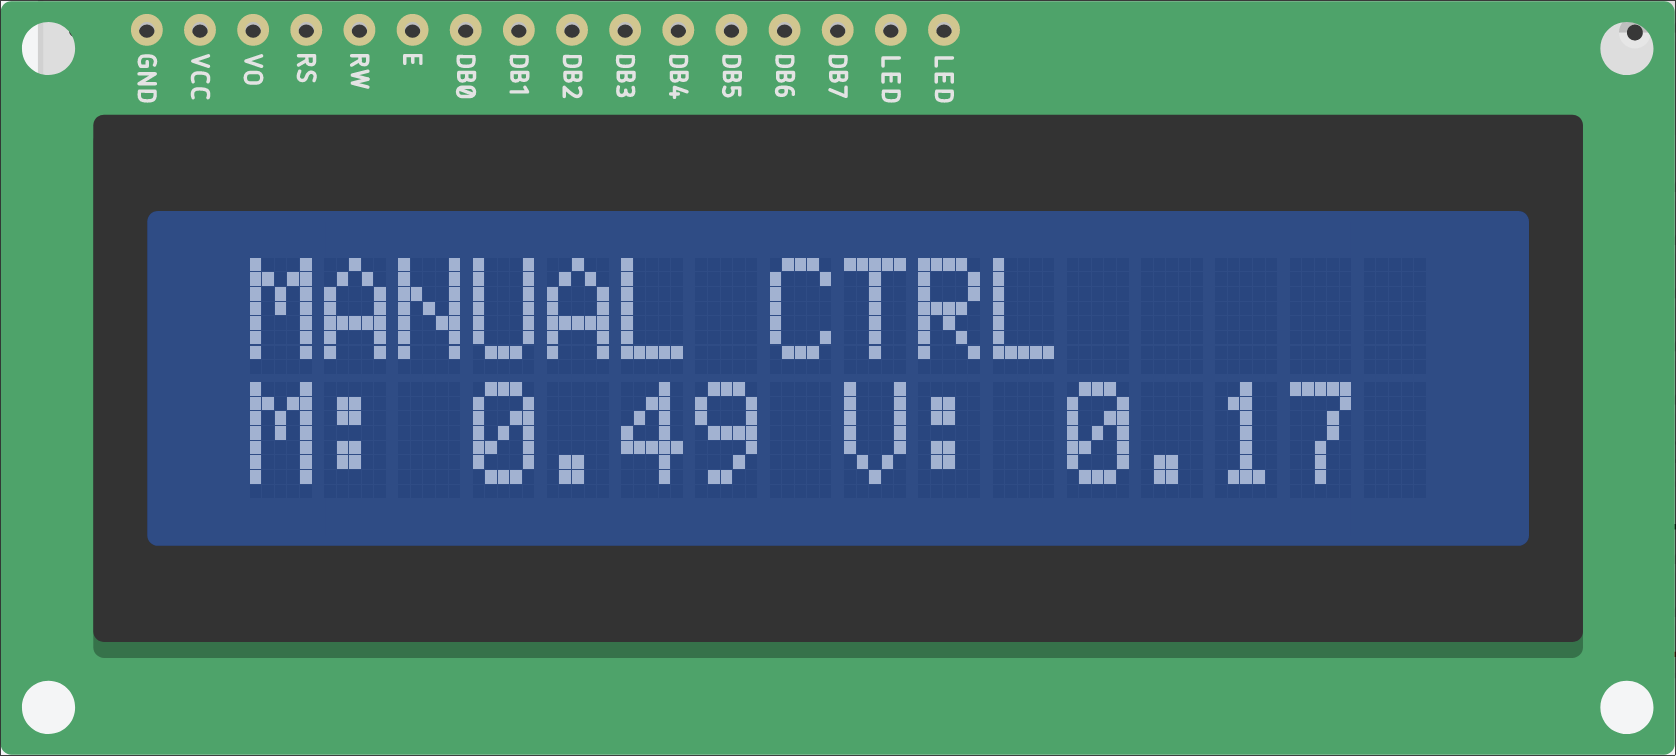 GND VCC VO RS RW E DB0 DB1 DB2 DB3 DB4 DB5 DB6 DB7 LED LED
MANUAL CTRL
M: 0.49 V: 0.17